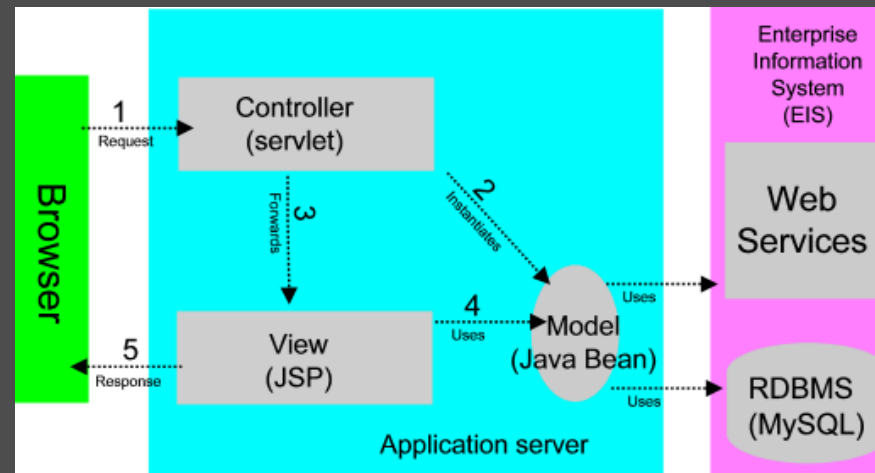 Browser
1
Request
Controller
(servlet)
2
Instantiates
3
Forwards
View
(JSP)
4
Uses
5
Response
Model
(Java Bean)
Uses
Uses
Application server
Enterprise
Information
System
(EIS)
Web
Services
RDBMS
(MySQL)